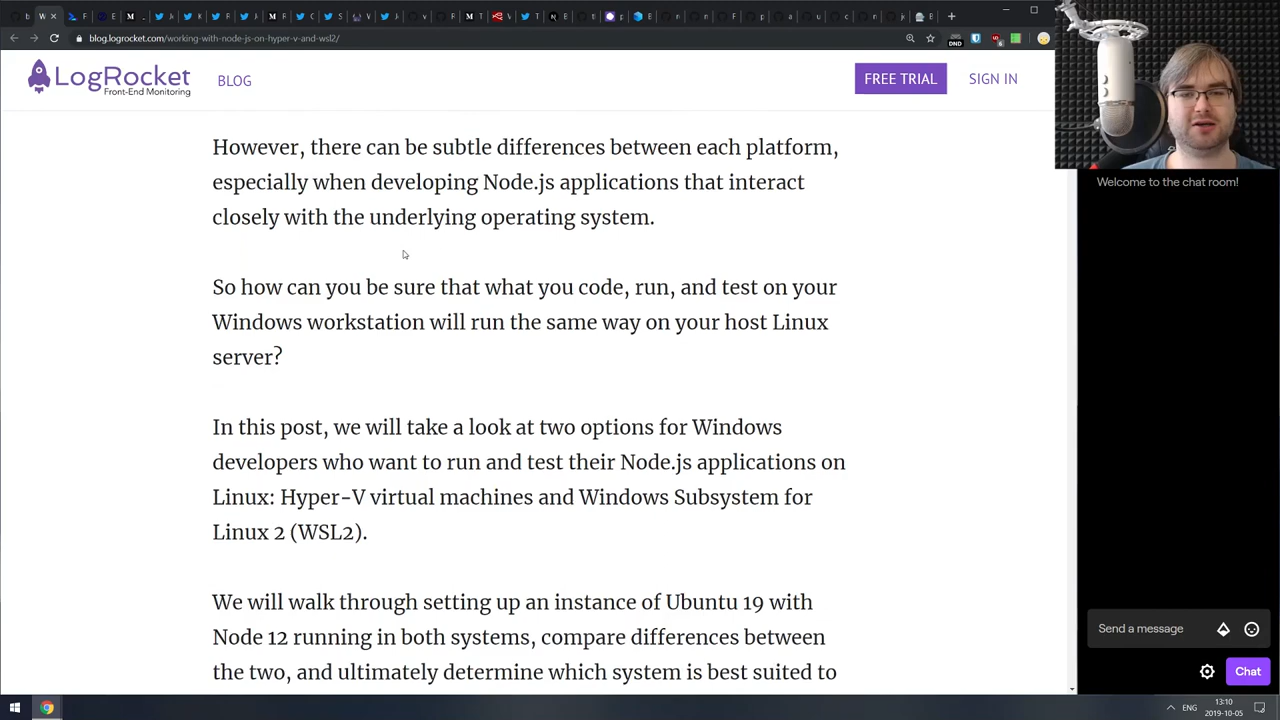 blog.logrocket.com/working-with-node-js-on-hyper-v-and-wsl2/
DND
LogRocket
Front-End Monitoring
BLOG
FREE TRIAL
SIGN IN
However, there can be subtle differences between each platform,
especially when developing Node.js applications that interact
closely with the underlying operating system.
So how can you be sure that what you code, run, and test on your
Windows workstation will run the same way on your host Linux
server?
In this post, we will take a look at two options for Windows
developers who want to run and test their Node.js applications on
Linux: Hyper-V virtual machines and Windows Subsystem for
Linux 2 (WSL2).
We will walk through setting up an instance of Ubuntu 19 with
Node 12 running in both systems, compare differences between
the two, and ultimately determine which system is best suited to
Welcome to the chat room!
Send a message
Chat
ENG
13:10
2019-10-05